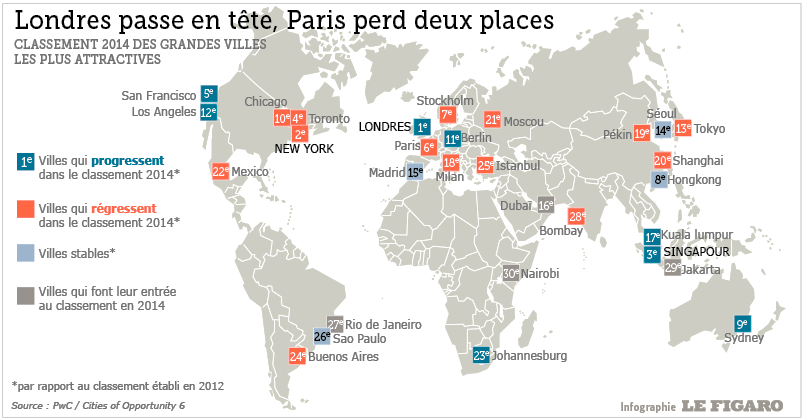 Londres passe en tête, Paris perd deux places
CLASSEMENT 2014 DES GRANDES VILLES
LES PLUS ATTRACTIVES
San Francisco 5e
Los Angeles 12e
Chicago 10e
4e Toronto
2e
NEW YORK
22e Mexico
Stockholm
7e
LONDRES 1e
Paris 6e
11e
Berlin
21e Moscou
Madrid 15e
18e
Milan
25e Istanbul
Séoul
14e
Pékin 19e
13e Tokyo
20e Shanghai
8e Hongkong
Dubaï 16e
28e
Bombay
17e Kuala lumpur
3e SINGAPOUR
29e Jakarta
30e Nairobi
27e Rio de Janeiro
26e Sao Paulo
24e Buenos Aires
23e Johannesburg
9e
Sydney
1e Villes qui progressent
dans le classement 2014*
Villes qui régressent
dans le classement 2014*
Villes stables*
Villes qui font leur entrée
au classement en 2014
*par rapport au classement établi en 2012
Source : PwC / Cities of Opportunity 6
Infographie LE FIGARO